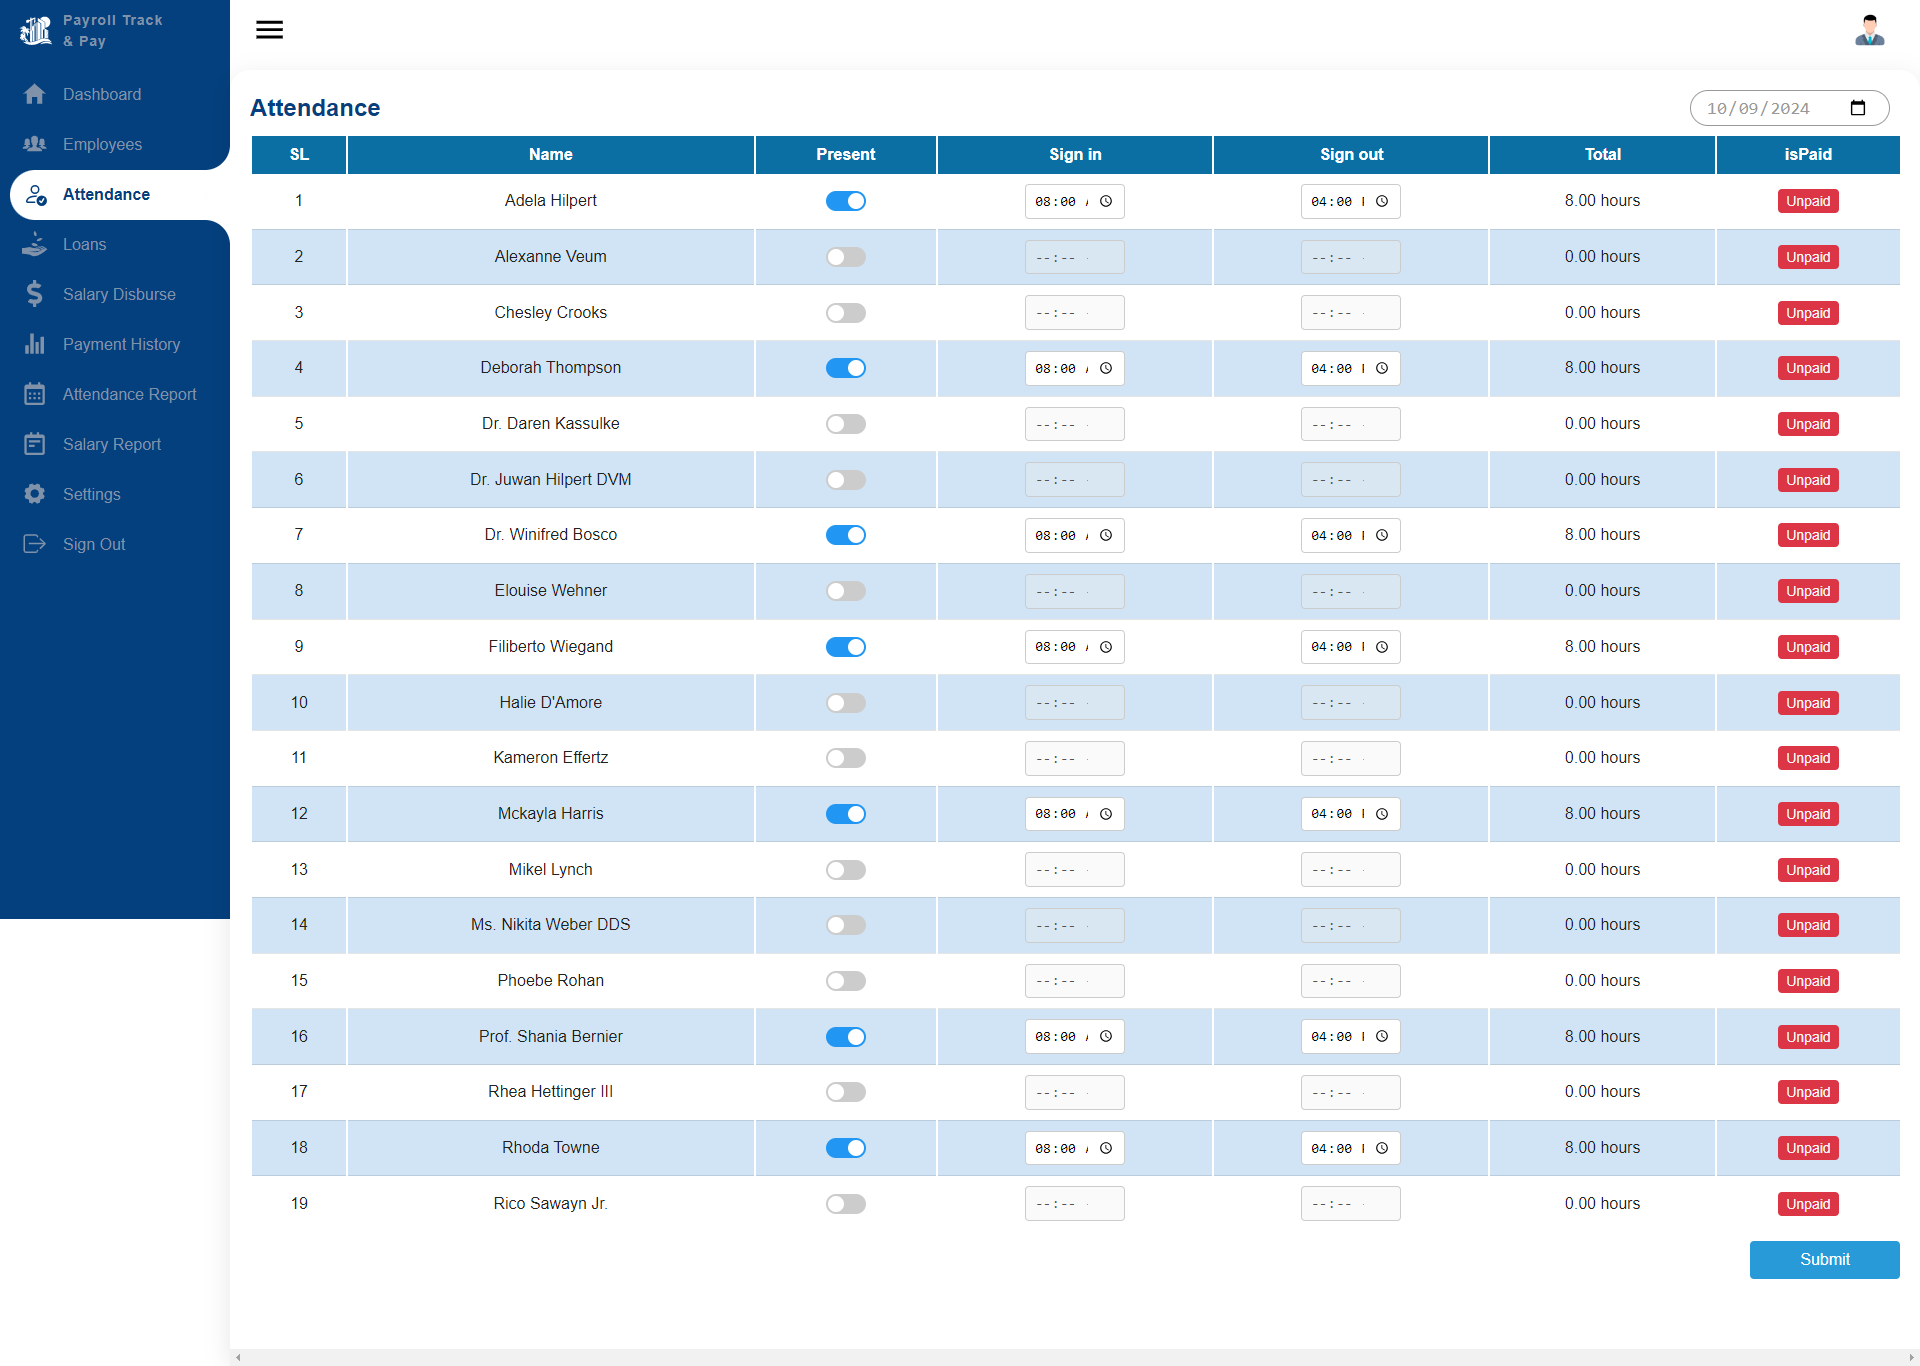 Payroll Track
& Pay
Dashboard
Employees
Attendance
Loans
Salary Disburse
Payment History
Attendance Report
Salary Report
Settings
Sign Out
Attendance
10/09/2024
SL Name Present Sign in Sign out Total isPaid
1 Adela Hilpert 08:00 04:00 8.00 hours Unpaid
2 Alexanne Veum --:-- --:-- 0.00 hours Unpaid
3 Chesley Crooks --:-- --:-- 0.00 hours Unpaid
4 Deborah Thompson 08:00 04:00 8.00 hours Unpaid
5 Dr. Daren Kassulke --:-- --:-- 0.00 hours Unpaid
6 Dr. Juwan Hilpert DVM --:-- --:-- 0.00 hours Unpaid
7 Dr. Winifred Bosco 08:00 04:00 8.00 hours Unpaid
8 Elouise Wehner --:-- --:-- 0.00 hours Unpaid
9 Filiberto Wiegand 08:00 04:00 8.00 hours Unpaid
10 Halie D'Amore --:-- --:-- 0.00 hours Unpaid
11 Kameron Effertz --:-- --:-- 0.00 hours Unpaid
12 Mckayla Harris 08:00 04:00 8.00 hours Unpaid
13 Mikel Lynch --:-- --:-- 0.00 hours Unpaid
14 Ms. Nikita Weber DDS --:-- --:-- 0.00 hours Unpaid
15 Phoebe Rohan --:-- --:-- 0.00 hours Unpaid
16 Prof. Shania Bernier 08:00 04:00 8.00 hours Unpaid
17 Rhea Hettinger III --:-- --:-- 0.00 hours Unpaid
18 Rhoda Towne 08:00 04:00 8.00 hours Unpaid
19 Rico Sawayn Jr. --:-- --:-- 0.00 hours Unpaid
Submit